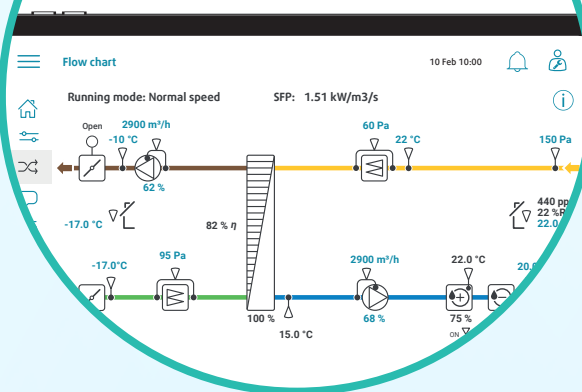 Flow chart
10 Feb 10:00
Running mode: Normal speed
SFP: 1.51 kW/m3/s
Open
2900 m³/h
60 Pa
-10 °C
22 °C
150 Pa
62 %
440
22
-17.0 °C
82 % η
22.0
-17.0°C
95 Pa
2900 m³/h
22.0 °C
100 %
68 %
75 %
15.0 °C
ON